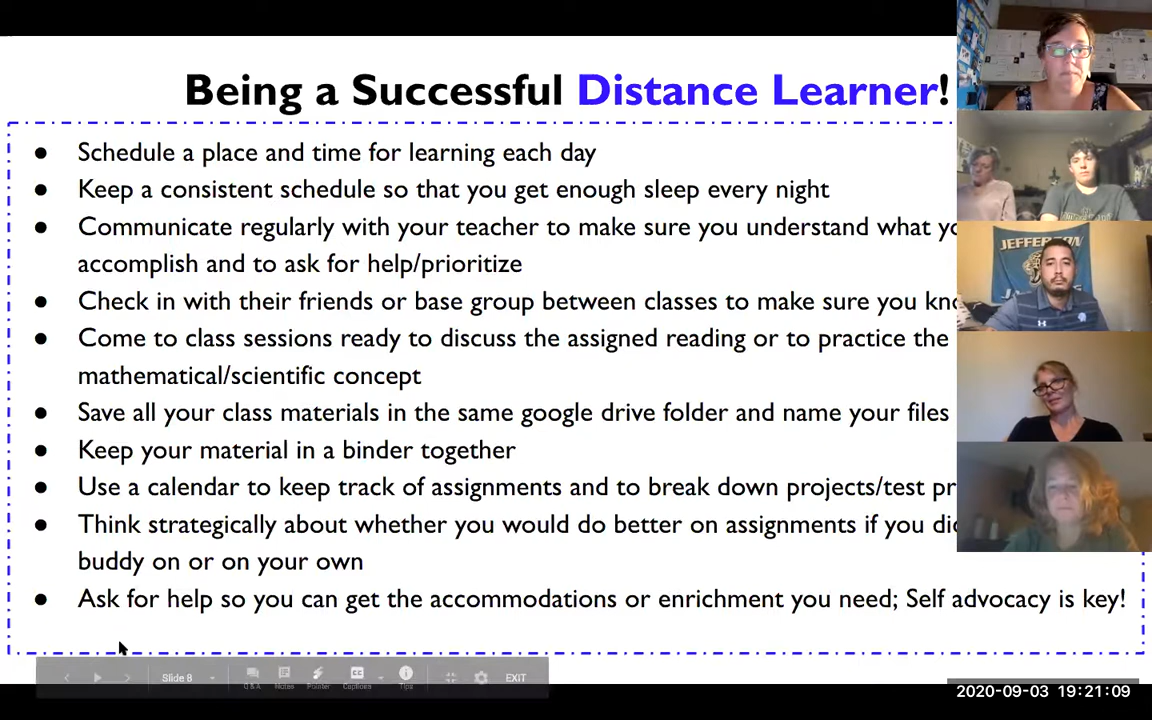 Being a Successful Distance Learner!
● Schedule a place and time for learning each day
● Keep a consistent schedule so that you get enough sleep every night
● Communicate regularly with your teacher to make sure you understand what
accomplish and to ask for help/prioritize
● Check in with their friends or base group between classes to make sure you
● Come to class sessions ready to discuss the assigned reading or to practice the
mathematical/scientific concept
● Save all your class materials in the same google drive folder and name your files
● Keep your material in a binder together
● Use a calendar to keep track of assignments and to break down projects/test
● Think strategically about whether you would do better on assignments if you
buddy on or on your own
● Ask for help so you can get the accommodations or enrichment you need; Self advocacy is key!
JEFFERSON
Slide 8
Q & A Notes Pointer Captions Tips
CC
EXIT
2020-09-03 19:21:09